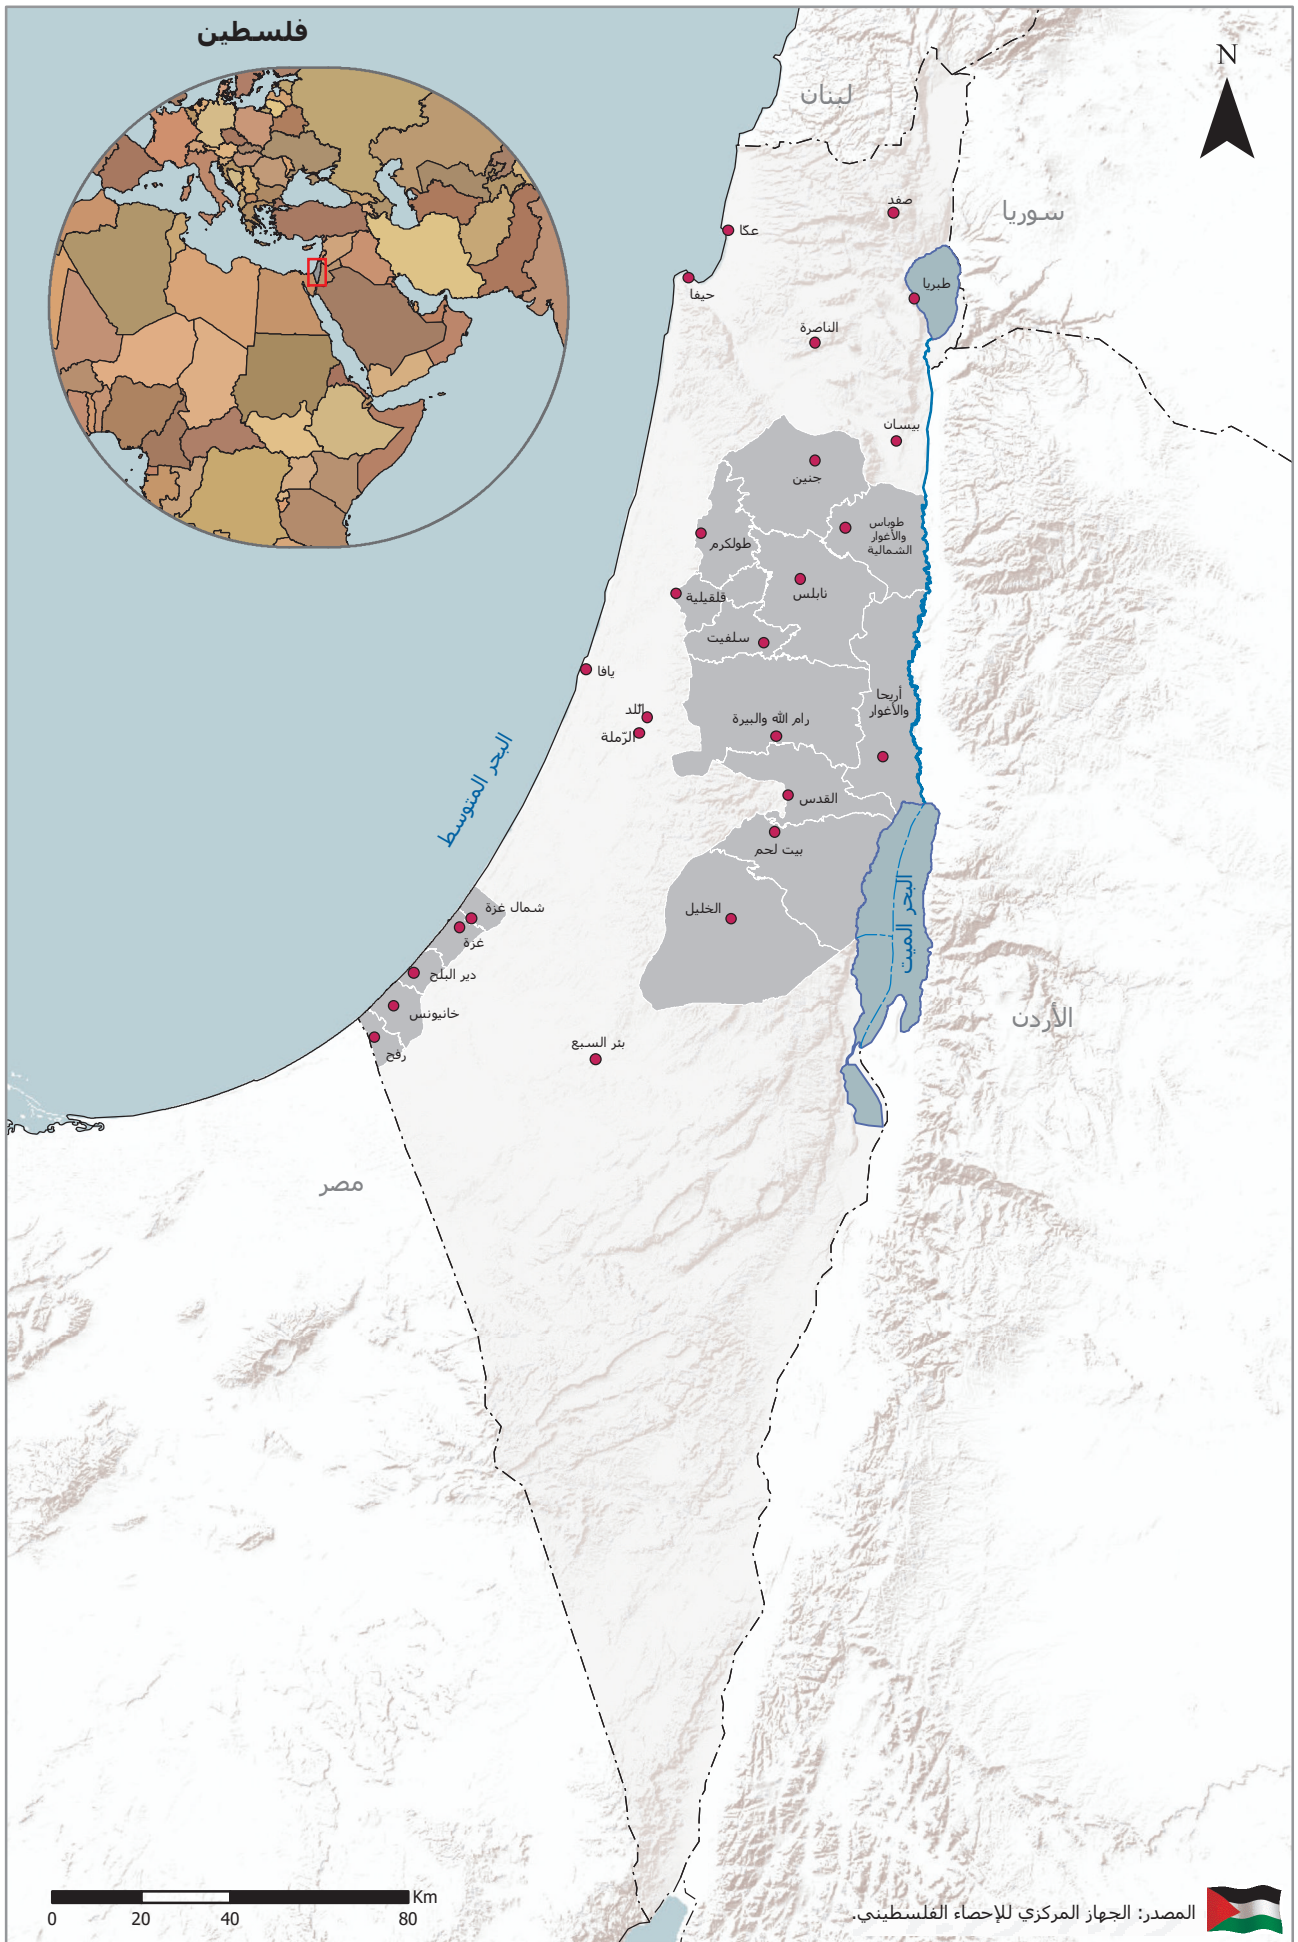 فلسطين
N
لبنان
صفد
سوريا
عكا
طبريا
حيفا
الناصرة
بيسان
جنين
طوباس
والأغوار
الشمالية
طولكرم
نابلس
قلقيلية
سلفيت
يافا
أريحا
والأغوار
اللد
رام الله والبيرة
الرّملة
البحر المتوسط
القدس
بيت لحم
البحر الميت
شمال غزة
الخليل
غزة
دير البلح
خانيونس
الأردن
بئر السبع
رفح
مصر
Km
0 20 40 80
المصدر: الجهاز المركزي للإحصاء الفلسطيني.